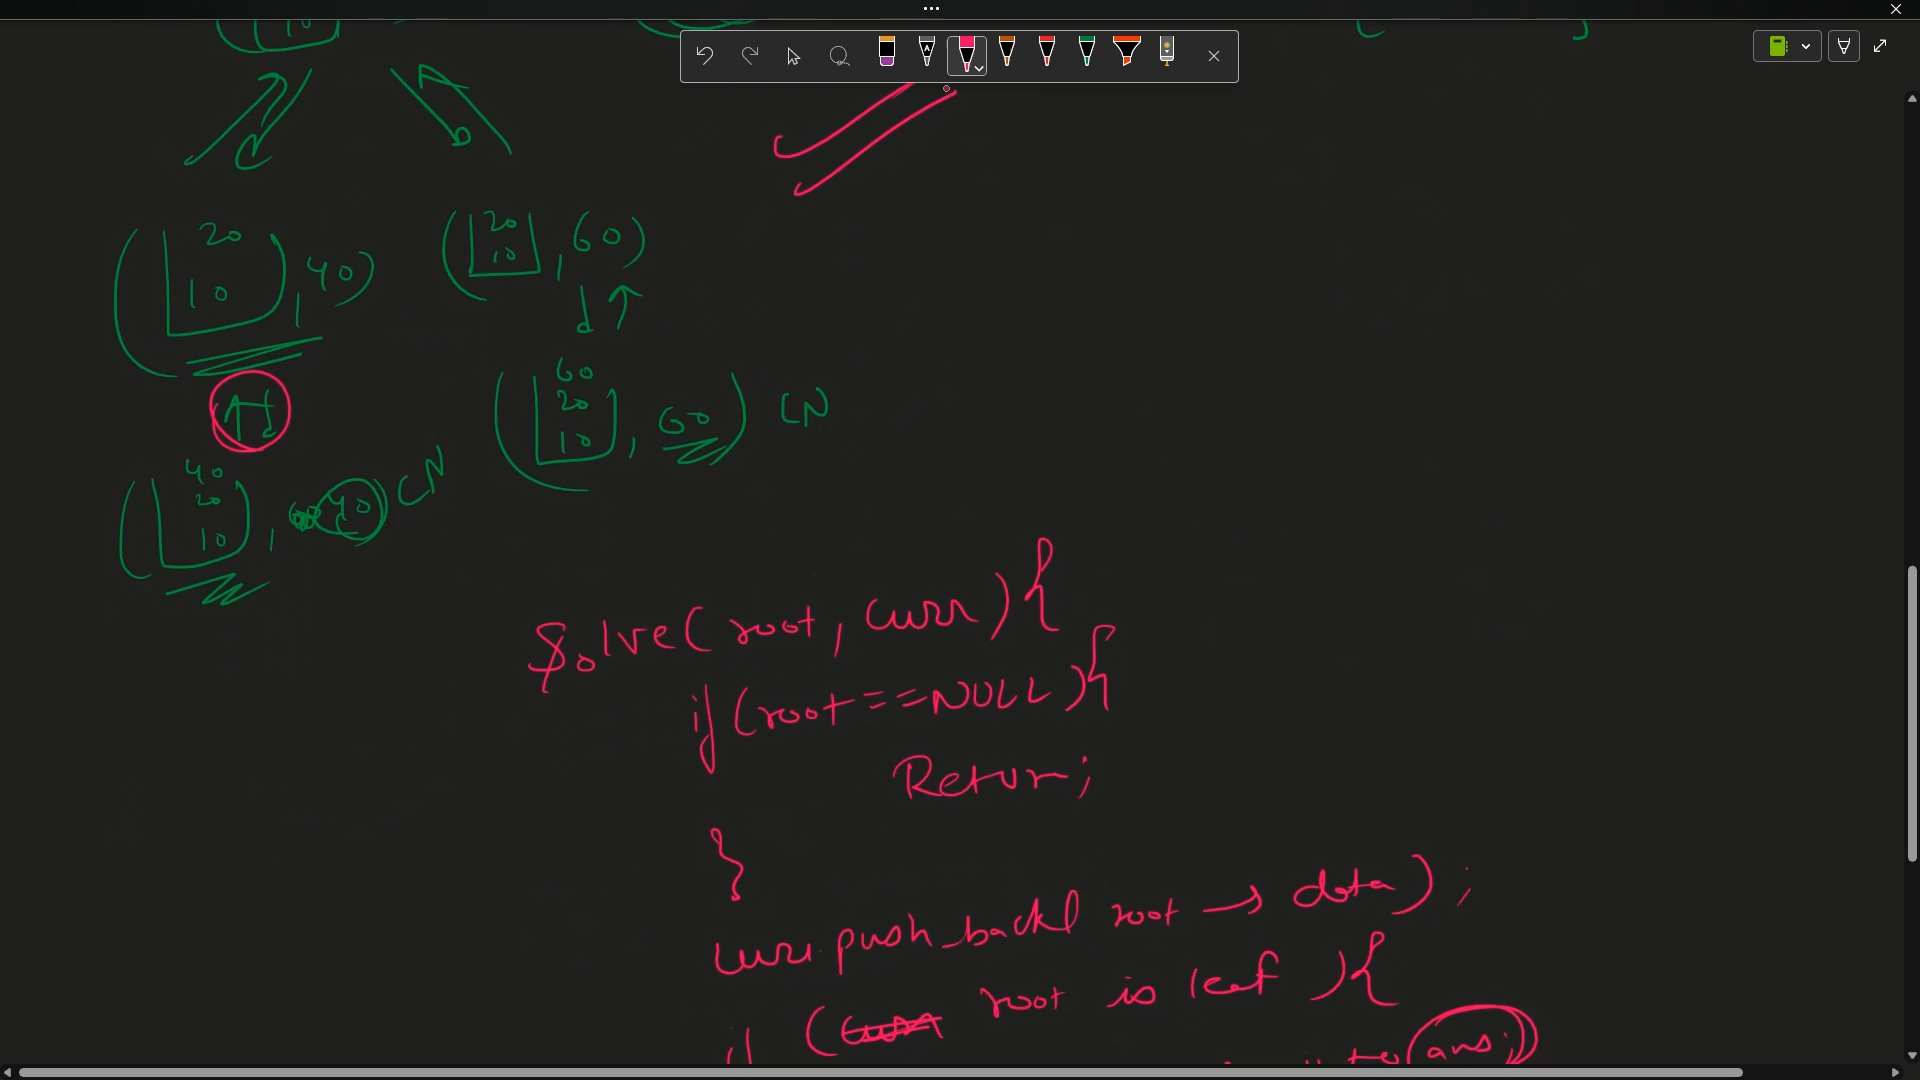 10
20
10 , 40)
20
10 , 60)
60
20
10 , 60) CN
40
20
10 , 40) CN
Solve(root, curr){
if(root==NULL){
Return;
}
curr.push_back( root → data);
if ( root is leaf ){
ans;)